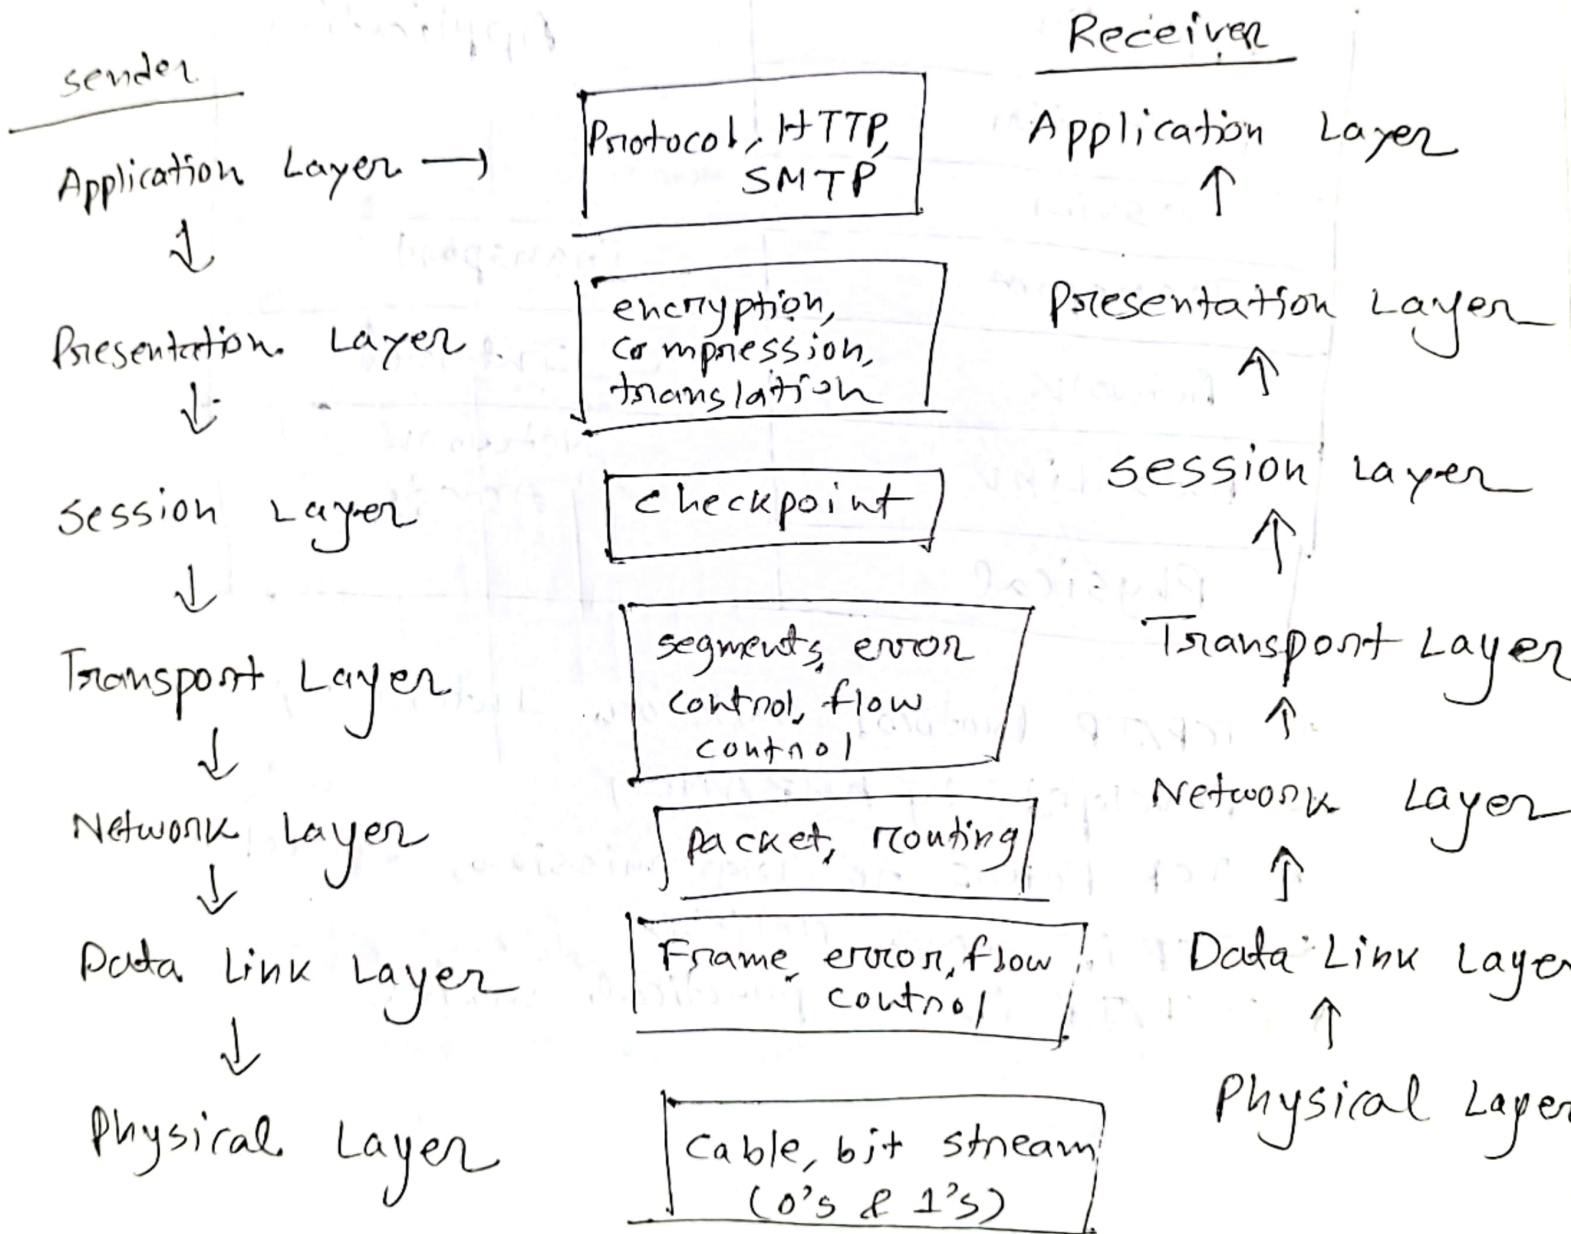 sender
Receiver
Application Layer →
Protocol, HTTP,
SMTP
Application Layer
↓
↑
Presentation Layer
encryption,
compression,
translation
Presentation Layer
↓
↑
Session Layer
checkpoint
Session Layer
↓
↑
Transport Layer
segments, error
control, flow
control
Transport Layer
↓
↑
Network Layer
packet, routing
Network Layer
↓
↑
Data Link Layer
Frame, error, flow
control
Data Link Layer
↓
↑
Physical Layer
Cable, bit stream
(0's & 1's)
Physical Layer